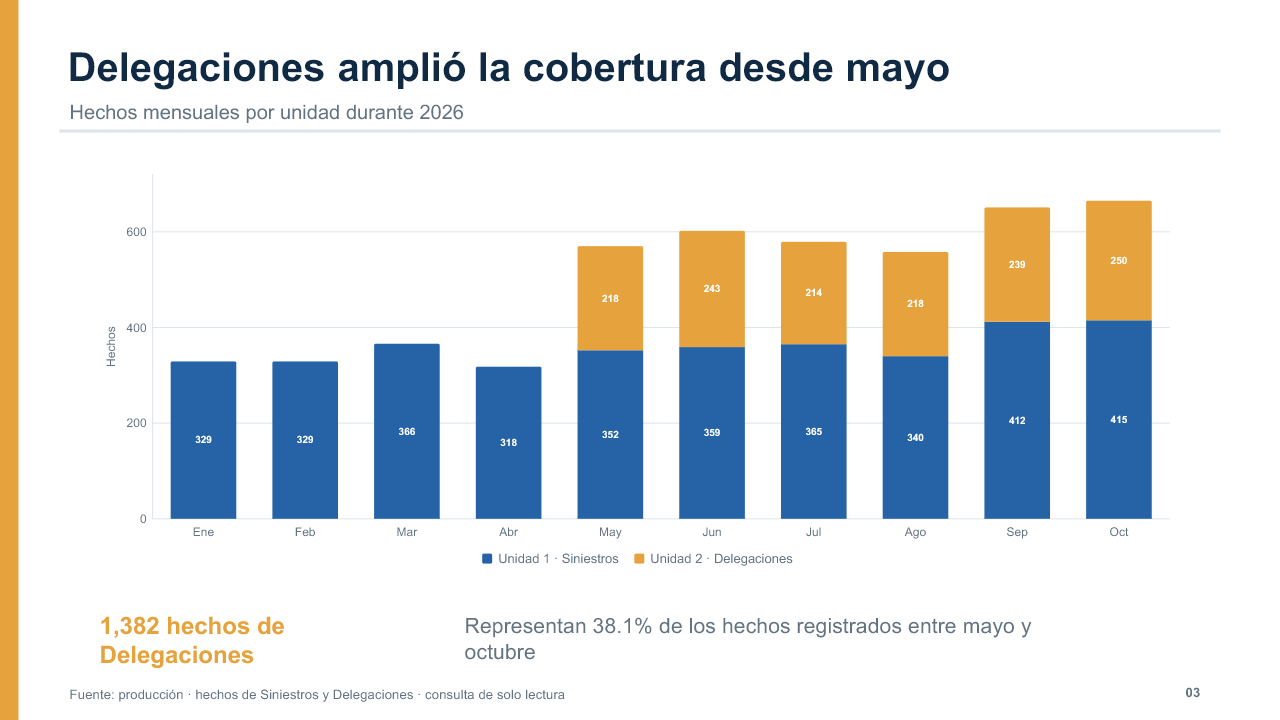 Delegaciones amplió la cobertura desde mayo
Hechos mensuales por unidad durante 2026
Hechos
600
400
200
0
329
329
366
318
352
218
359
243
365
214
340
218
412
239
415
250
Ene
Feb
Mar
Abr
May
Jun
Jul
Ago
Sep
Oct
Unidad 1 · Siniestros
Unidad 2 · Delegaciones
1,382 hechos de
Delegaciones
Representan 38.1% de los hechos registrados entre mayo y
octubre
Fuente: producción · hechos de Siniestros y Delegaciones · consulta de solo lectura
03